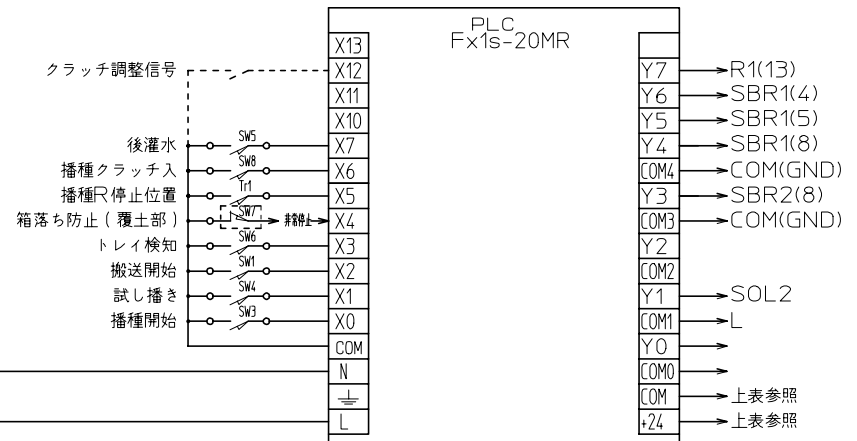 PLC
Fx1s-20MR
X13
クラッチ調整信号 X12 Y7 R1(13)
X11 Y6 SBR1(4)
X10 Y5 SBR1(5)
後灌水 SW5 X7 Y4 SBR1(8)
播種クラッチ入 SW8 X6 COM4 COM(GND)
播種R停止位置 Tr1 X5 Y3 SBR2(8)
箱落ち防止(覆土部) SW7 非常停止 X4 COM3 COM(GND)
トレイ検知 SW6 X3 Y2
搬送開始 SW1 X2 COM2
試し播き SW4 X1 Y1 SOL2
播種開始 SW3 X0 COM1 L
COM Y0
N COM0
COM 上表参照
L +24 上表参照